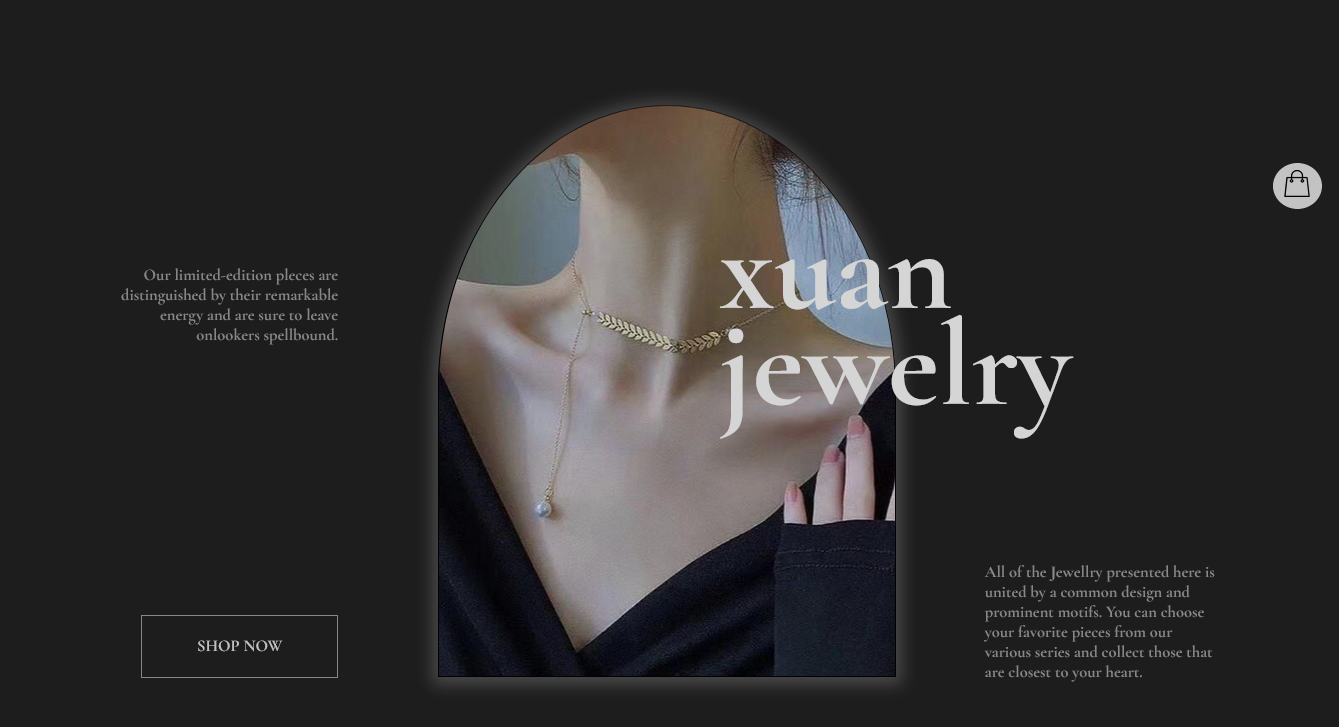 xuan
jewelry
Our limited-edition pleces are
distinguished by their remarkable
energy and are sure to leave
onlookers spellbound.
SHOP NOW
All of the Jewellry presented here is
united by a common design and
prominent motifs. You can choose
your favorite pieces from our
various series and collect those that
are closest to your heart.